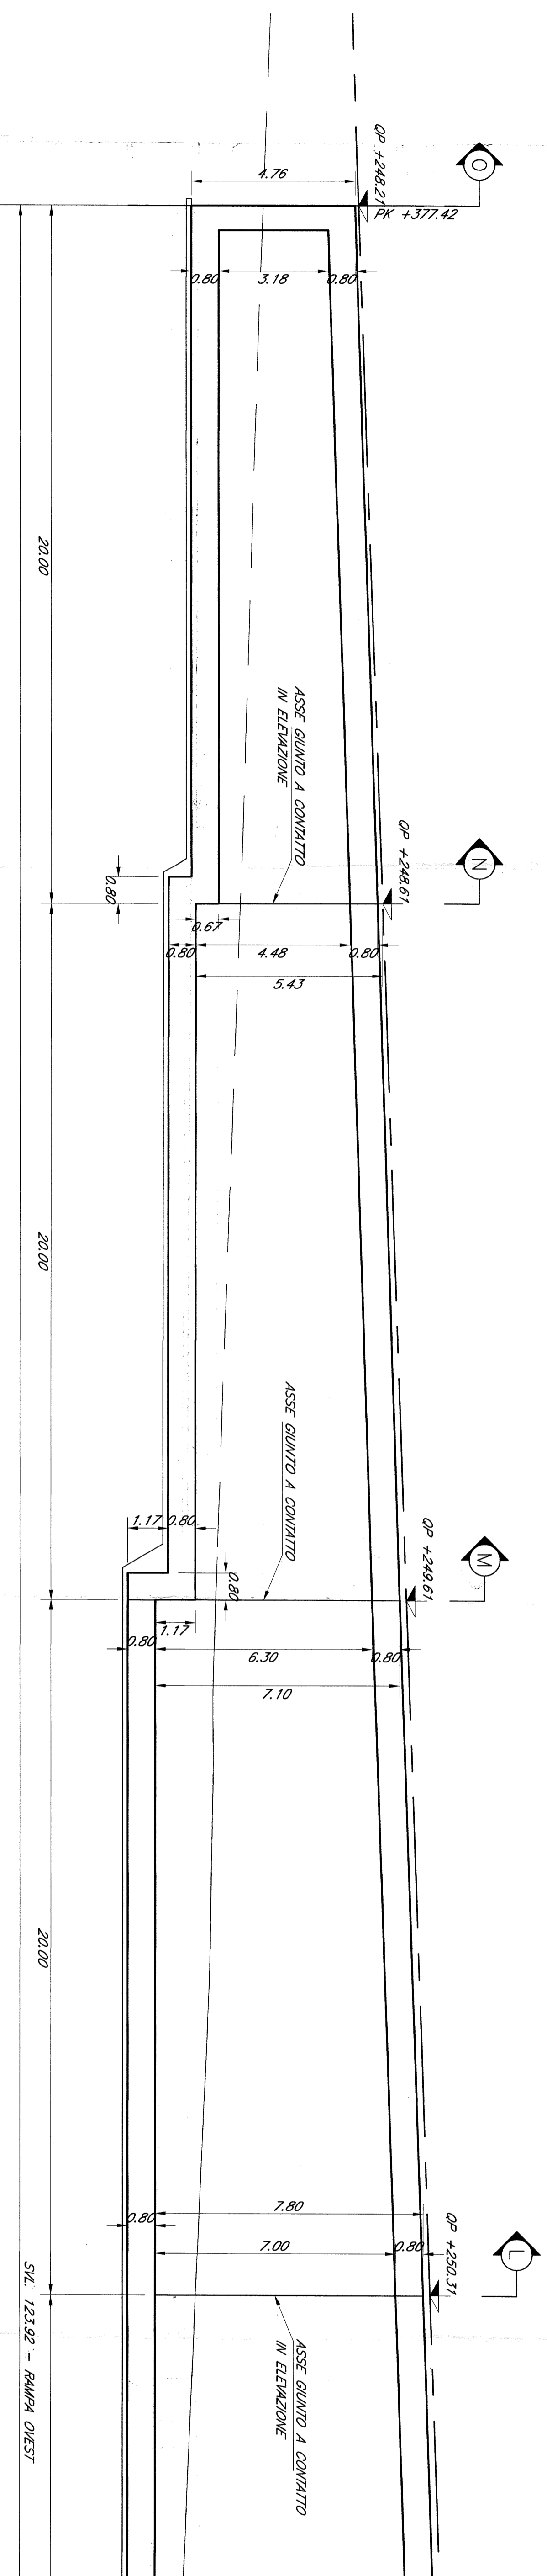 O
QP +248.21
PK +377.42
4.76
0.80
3.18
0.80
20.00
ASSE GIUNTO A CONTATTO
IN ELEVAZIONE
N
QP +248.61
0.80
0.67
0.80
4.48
0.80
5.43
20.00
ASSE GIUNTO A CONTATTO
M
QP +249.61
1.17
0.80
0.80
1.17
0.80
6.30
0.80
7.10
20.00
L
QP +250.31
7.80
0.80
7.00
0.80
ASSE GIUNTO A CONTATTO
IN ELEVAZIONE
SVL. 123.92 - RAMPA OVEST